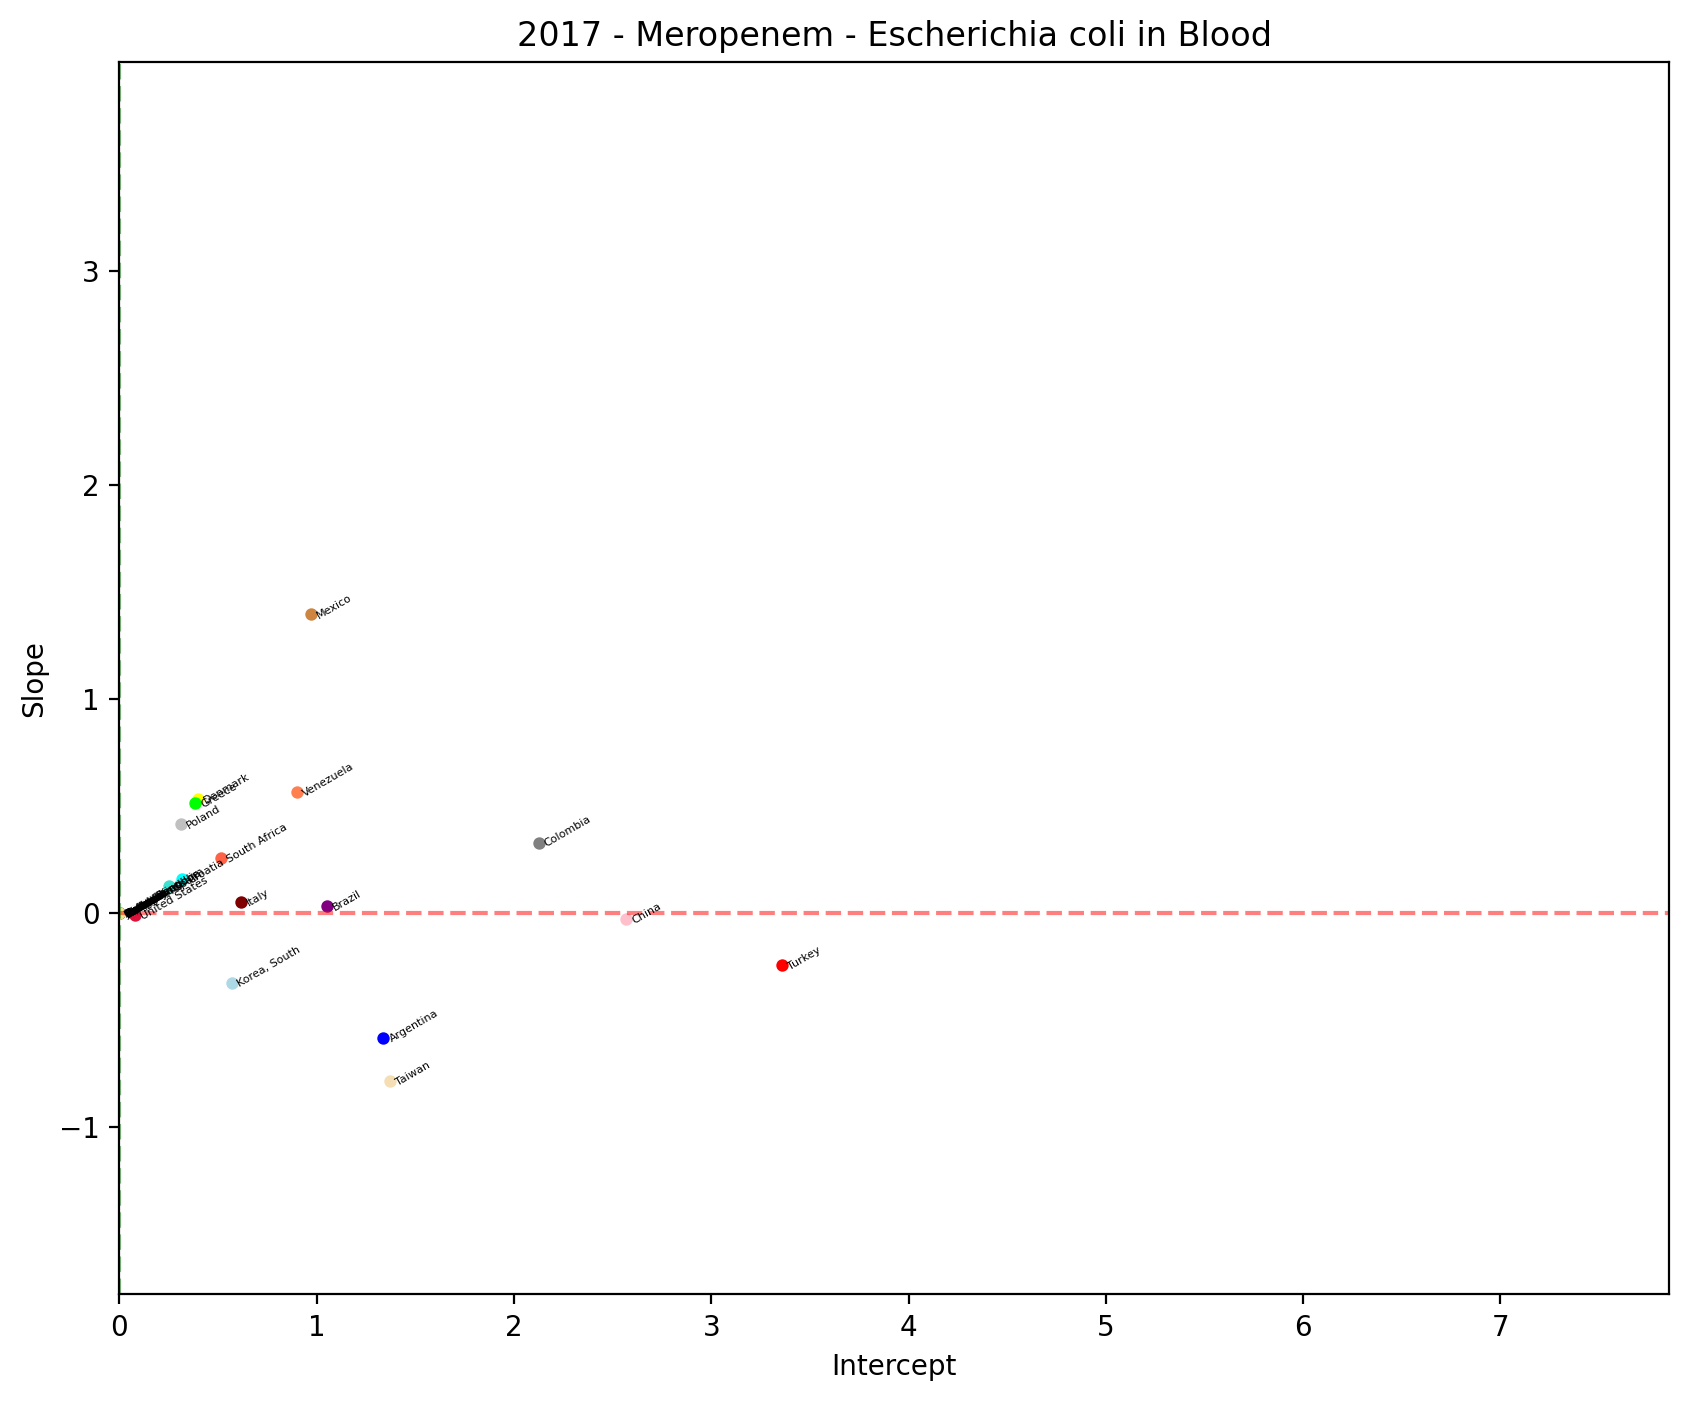 2017 - Meropenem - Escherichia coli in Blood
Slope
3
2
1
0
−1
Mexico
Venezuela
Denmark
Greece
Poland
Colombia
South Africa
United States
Italy
Brazil
China
Korea, South
Turkey
Argentina
Taiwan
0 1 2 3 4 5 6 7
Intercept